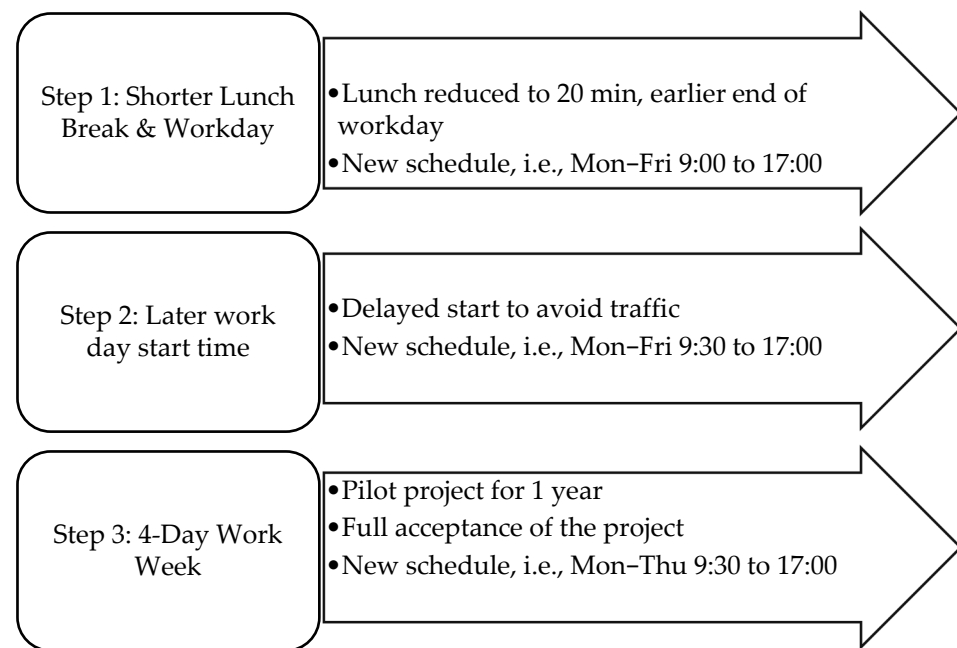 Step 1: Shorter Lunch
Break & Workday
•Lunch reduced to 20 min, earlier end of
workday
•New schedule, i.e., Mon–Fri 9:00 to 17:00
Step 2: Later work
day start time
•Delayed start to avoid traffic
•New schedule, i.e., Mon–Fri 9:30 to 17:00
Step 3: 4-Day Work
Week
•Pilot project for 1 year
•Full acceptance of the project
•New schedule, i.e., Mon–Thu 9:30 to 17:00